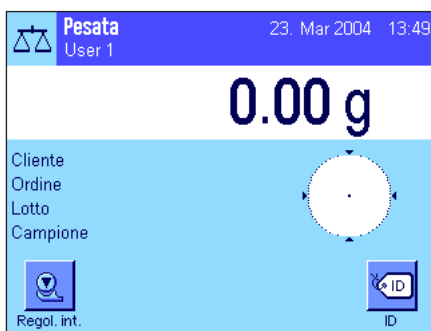 Pesata 23. Mar 2004 13:49
User 1
0.00 g
Cliente
Ordine
Lotto
Campione
ID
Regol. int. ID